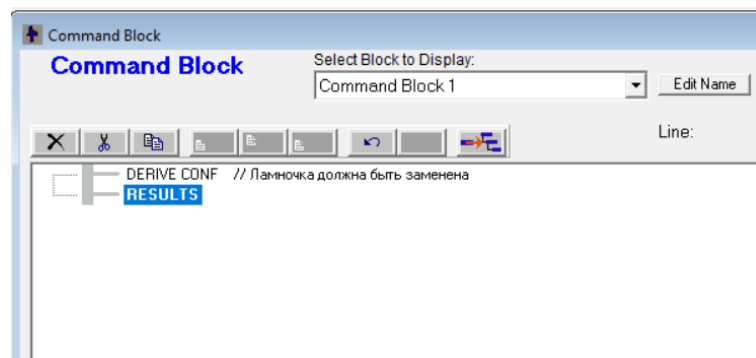 Command Block
Command Block
Select Block to Display:
Command Block 1
Edit Name
Line:
DERIVE CONF // Ламночка должна быть заменена
RESULTS